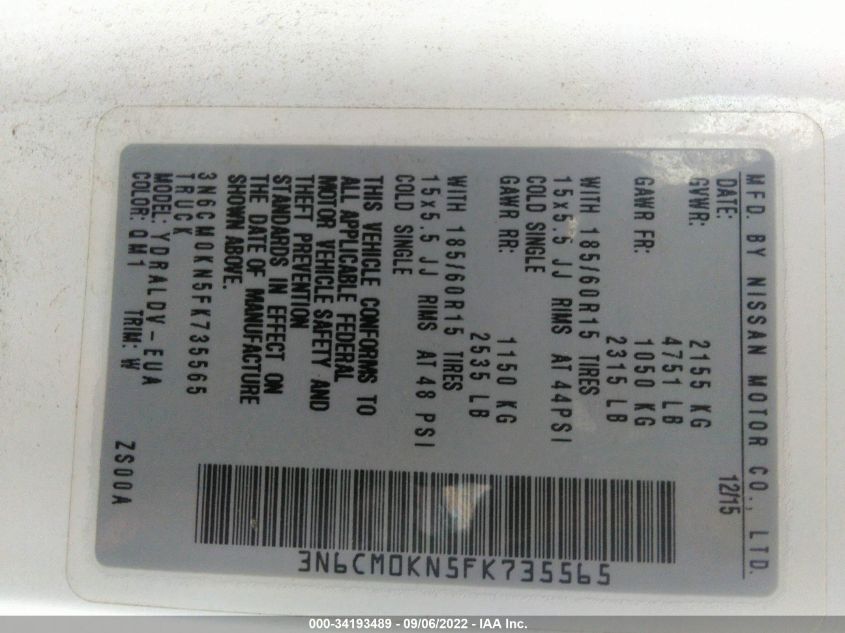 MFD. BY NISSAN MOTOR CO., LTD.
DATE: 12/15
GVWR: 2155 KG
4751 LB
GAWR FR: 1050 KG
2315 LB
WITH 185/60R15 TIRES
15x5.5 JJ RIMS AT 44PSI
COLD SINGLE
GAWR RR: 1150 KG
2535 LB
WITH 185/60R15 TIRES
15x5.5 JJ RIMS AT 48 PSI
COLD SINGLE
THIS VEHICLE CONFORMS TO
ALL APPLICABLE FEDERAL
MOTOR VEHICLE SAFETY AND
THEFT PREVENTION
STANDARDS IN EFFECT ON
THE DATE OF MANUFACTURE
SHOWN ABOVE.
3N6CM0KN5FK735565
TRUCK
MODEL: YDRALDV-EUA
COLOR: QM1 TRIM: W ZS00A
3N6CM0KN5FK735565
000-34193489 - 09/06/2022 - IAA Inc.